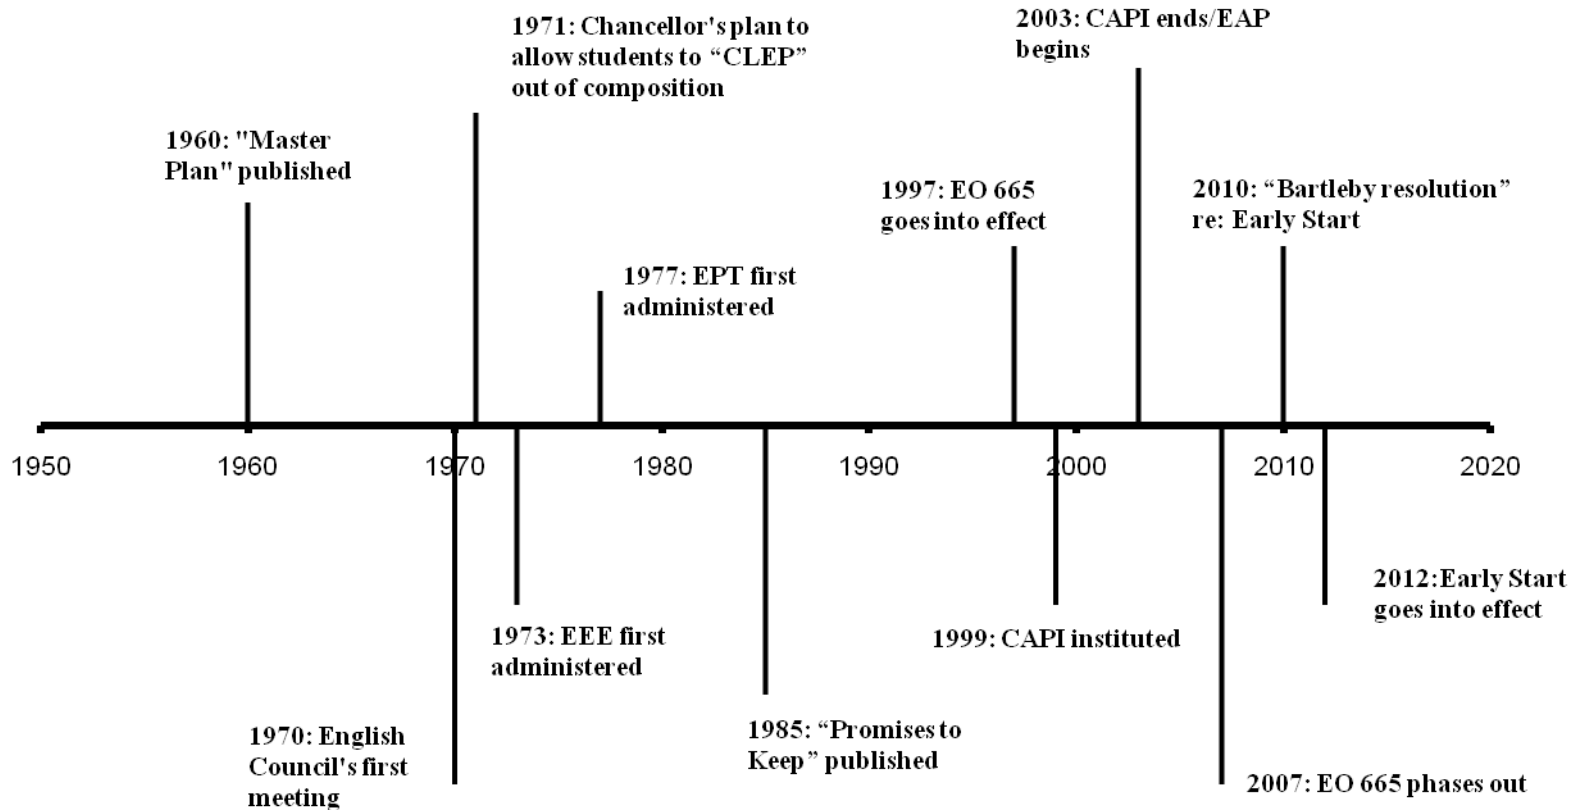 1971: Chancellor's plan to
allow students to “CLEP”
out of composition
2003: CAPI ends/EAP
begins
1960: "Master
Plan" published
1997: EO 665
goes into effect
2010: “Bartleby resolution”
re: Early Start
1977: EPT first
administered
1950 1960 1970 1980 1990 2000 2010 2020
1973: EEE first
administered
1999: CAPI instituted
2012:Early Start
goes into effect
1970: English
Council's first
meeting
1985: “Promises to
Keep” published
2007: EO 665 phases out